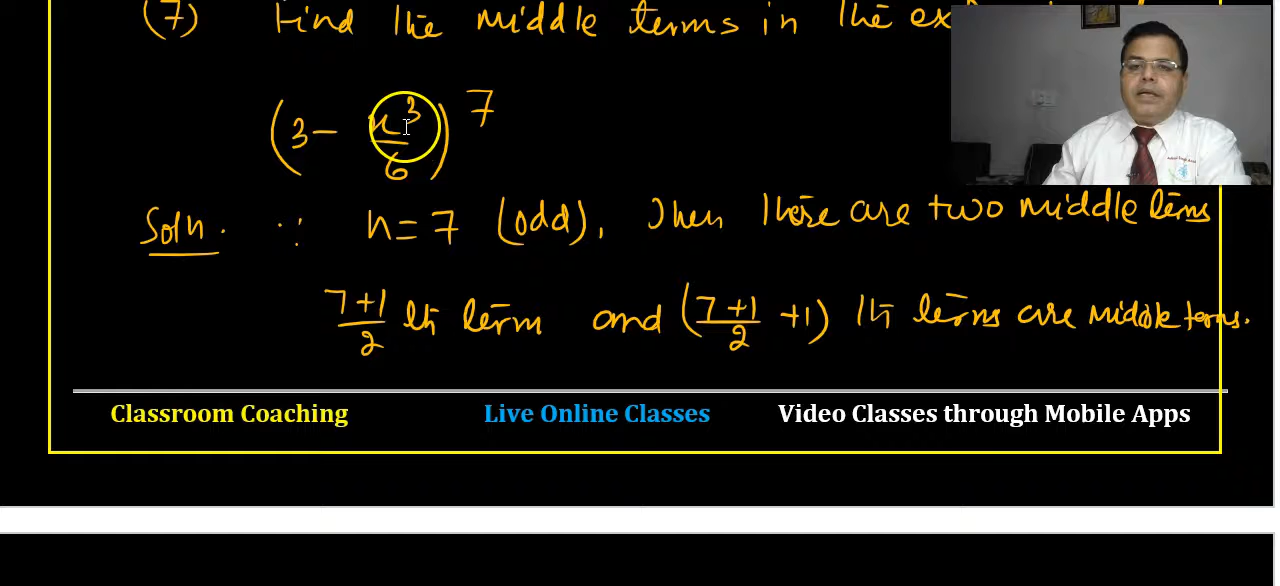 (7) Find the middle terms in the ex
(3 - x³/6)⁷
Soln. ∵ n = 7 (odd), Then there are two middle terms
7+1/2 th term and (7+1/2 +1) th terms are middle terms.
Classroom Coaching Live Online Classes Video Classes through Mobile Apps